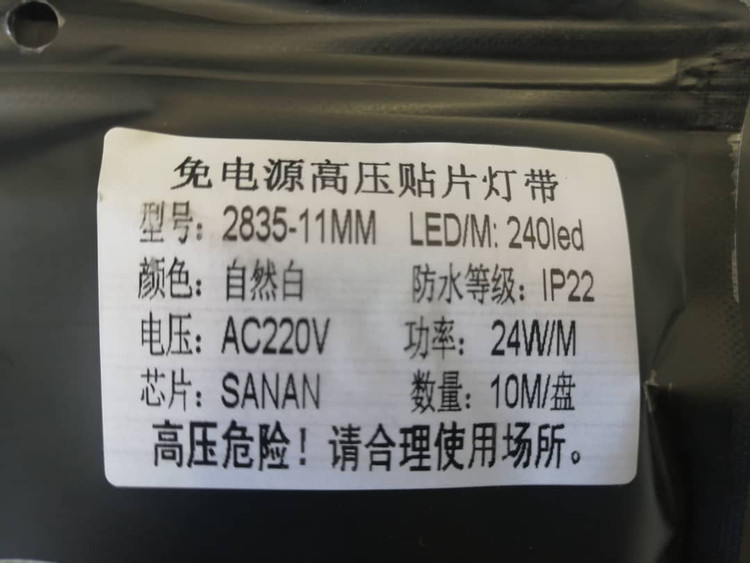 免电源高压贴片灯带
型号：2835-11MM LED/M: 240led
颜色：自然白 防水等级：IP22
电压：AC220V 功率：24W/M
芯片：SANAN 数量：10M/盘
高压危险！请合理使用场所。